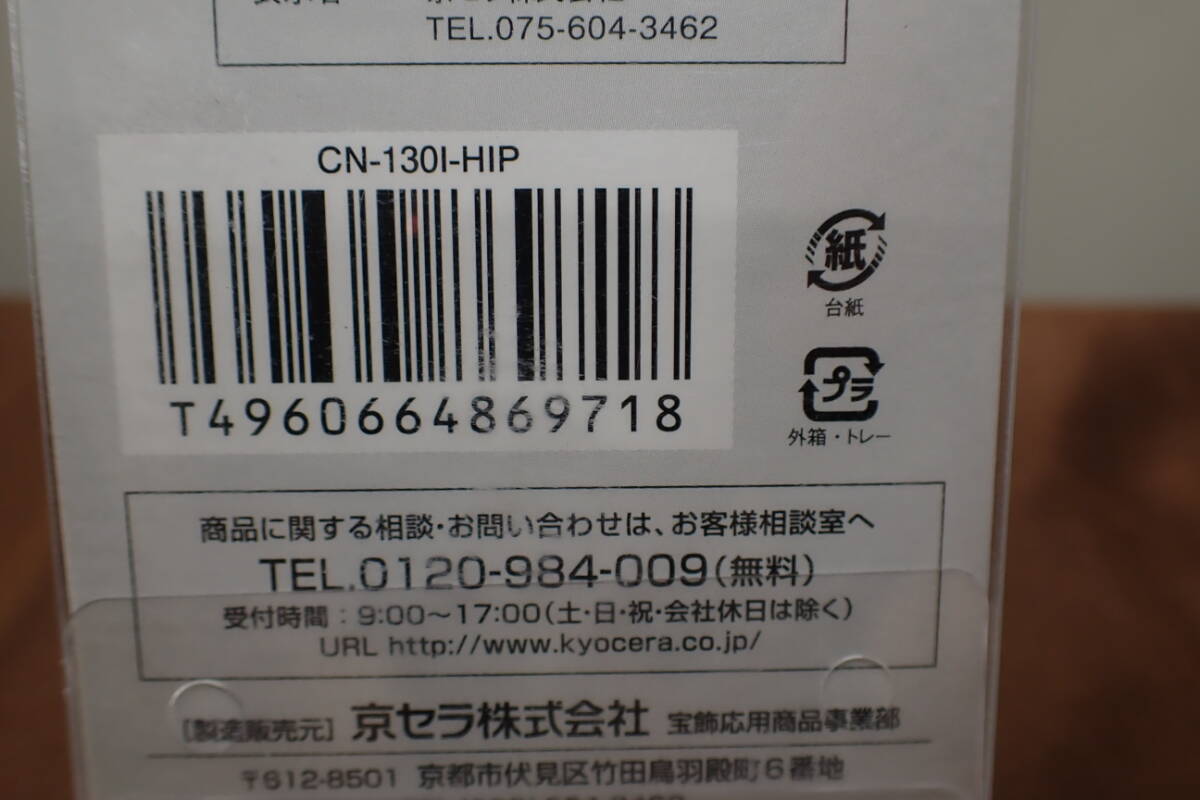 TEL.075-604-3462
CN-130I-HIP
T4960664869718
紙
台紙
プラ
外箱・トレー
商品に関する相談・お問い合わせは、お客様相談室へ
TEL.0120-984-009(無料)
受付時間：9:00〜17:00(土・日・祝・会社休日は除く)
URL http://www.kyocera.co.jp/
[製造販売元] 京セラ株式会社 宝飾応用商品事業部
〒612-8501 京都市伏見区竹田鳥羽殿町6番地